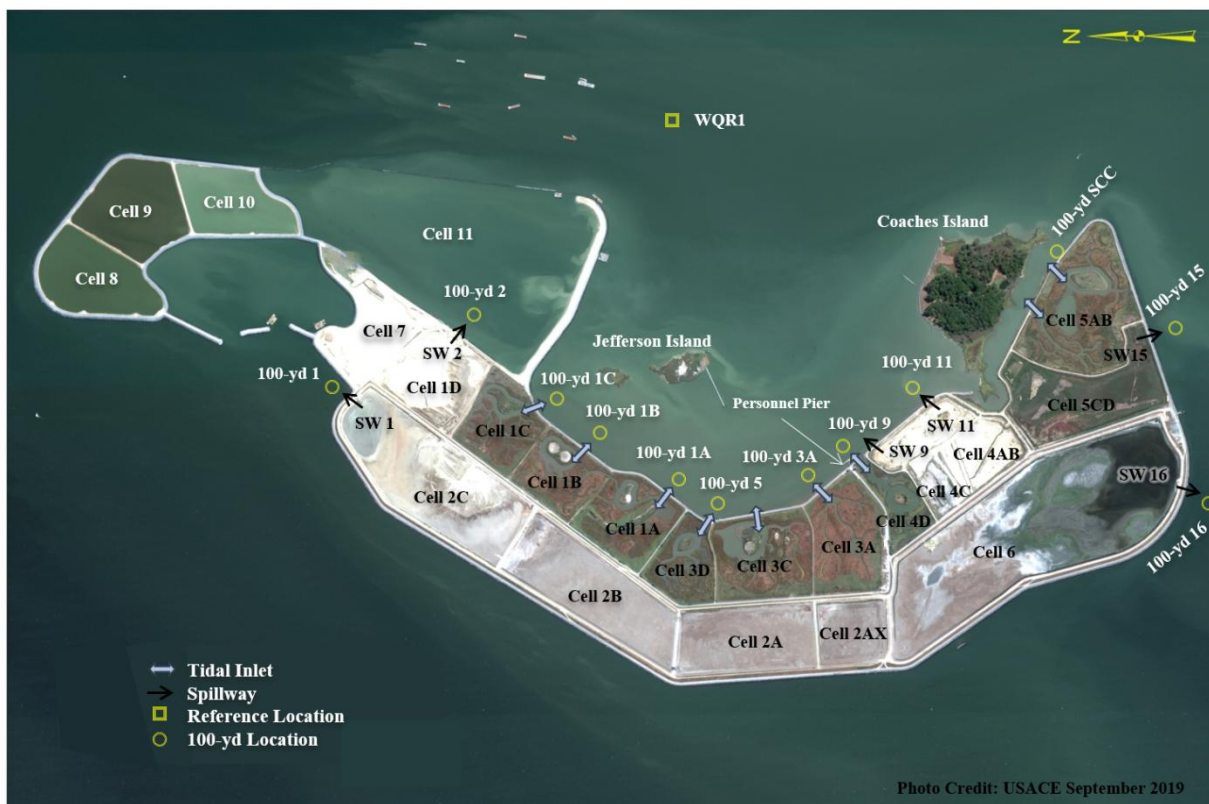 N
WQR1
Cell 9
Cell 10
Coaches Island
100-yd SCC
Cell 11
Cell 8
100-yd 2
Cell 5AB
100-yd 15
Cell 7
SW 2
Jefferson Island
SW15
100-yd 1
Cell 1D
100-yd 1C
100-yd 11
Cell 5CD
SW 1
Cell 1C
100-yd 1B
Personnel Pier
100-yd 9
SW 11
SW 9
Cell 4AB
Cell 2C
Cell 1B
100-yd 1A
100-yd 3A
SW 16
100-yd 5
Cell 4C
Cell 1A
Cell 4D
100-yd 16
Cell 3D
Cell 3C
Cell 3A
Cell 6
Cell 2B
Cell 2A
Cell 2AX
Tidal Inlet
Spillway
Reference Location
100-yd Location
Photo Credit: USACE September 2019